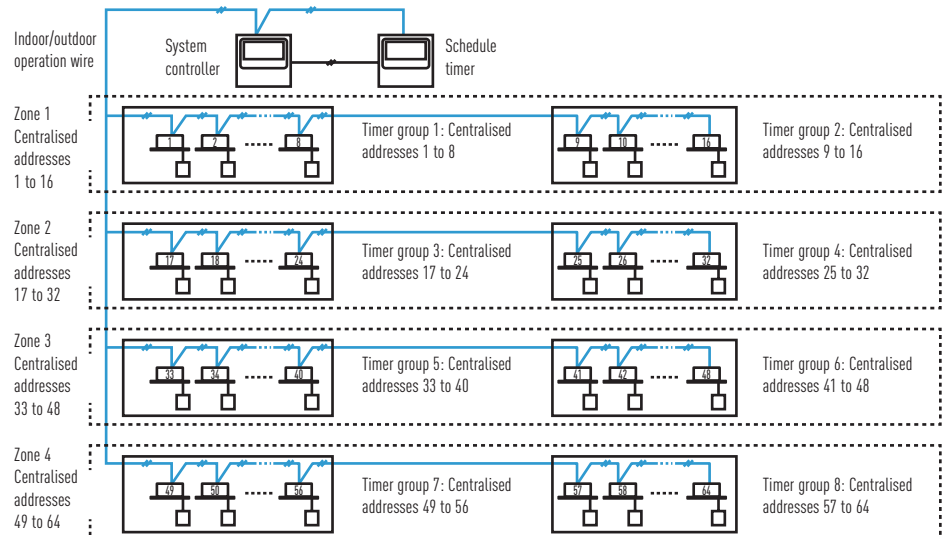 Indoor/outdoor
operation wire
System
controller
Schedule
timer
Zone 1
Centralised
addresses
1 to 16
1
2
8
Timer group 1: Centralised
addresses 1 to 8
9
10
16
Timer group 2: Centralised
addresses 9 to 16
Zone 2
Centralised
addresses
17 to 32
17
18
24
Timer group 3: Centralised
addresses 17 to 24
25
26
32
Timer group 4: Centralised
addresses 25 to 32
Zone 3
Centralised
addresses
33 to 48
33
34
40
Timer group 5: Centralised
addresses 33 to 40
41
42
48
Timer group 6: Centralised
addresses 41 to 48
Zone 4
Centralised
addresses
49 to 64
49
50
56
Timer group 7: Centralised
addresses 49 to 56
57
58
64
Timer group 8: Centralised
addresses 57 to 64